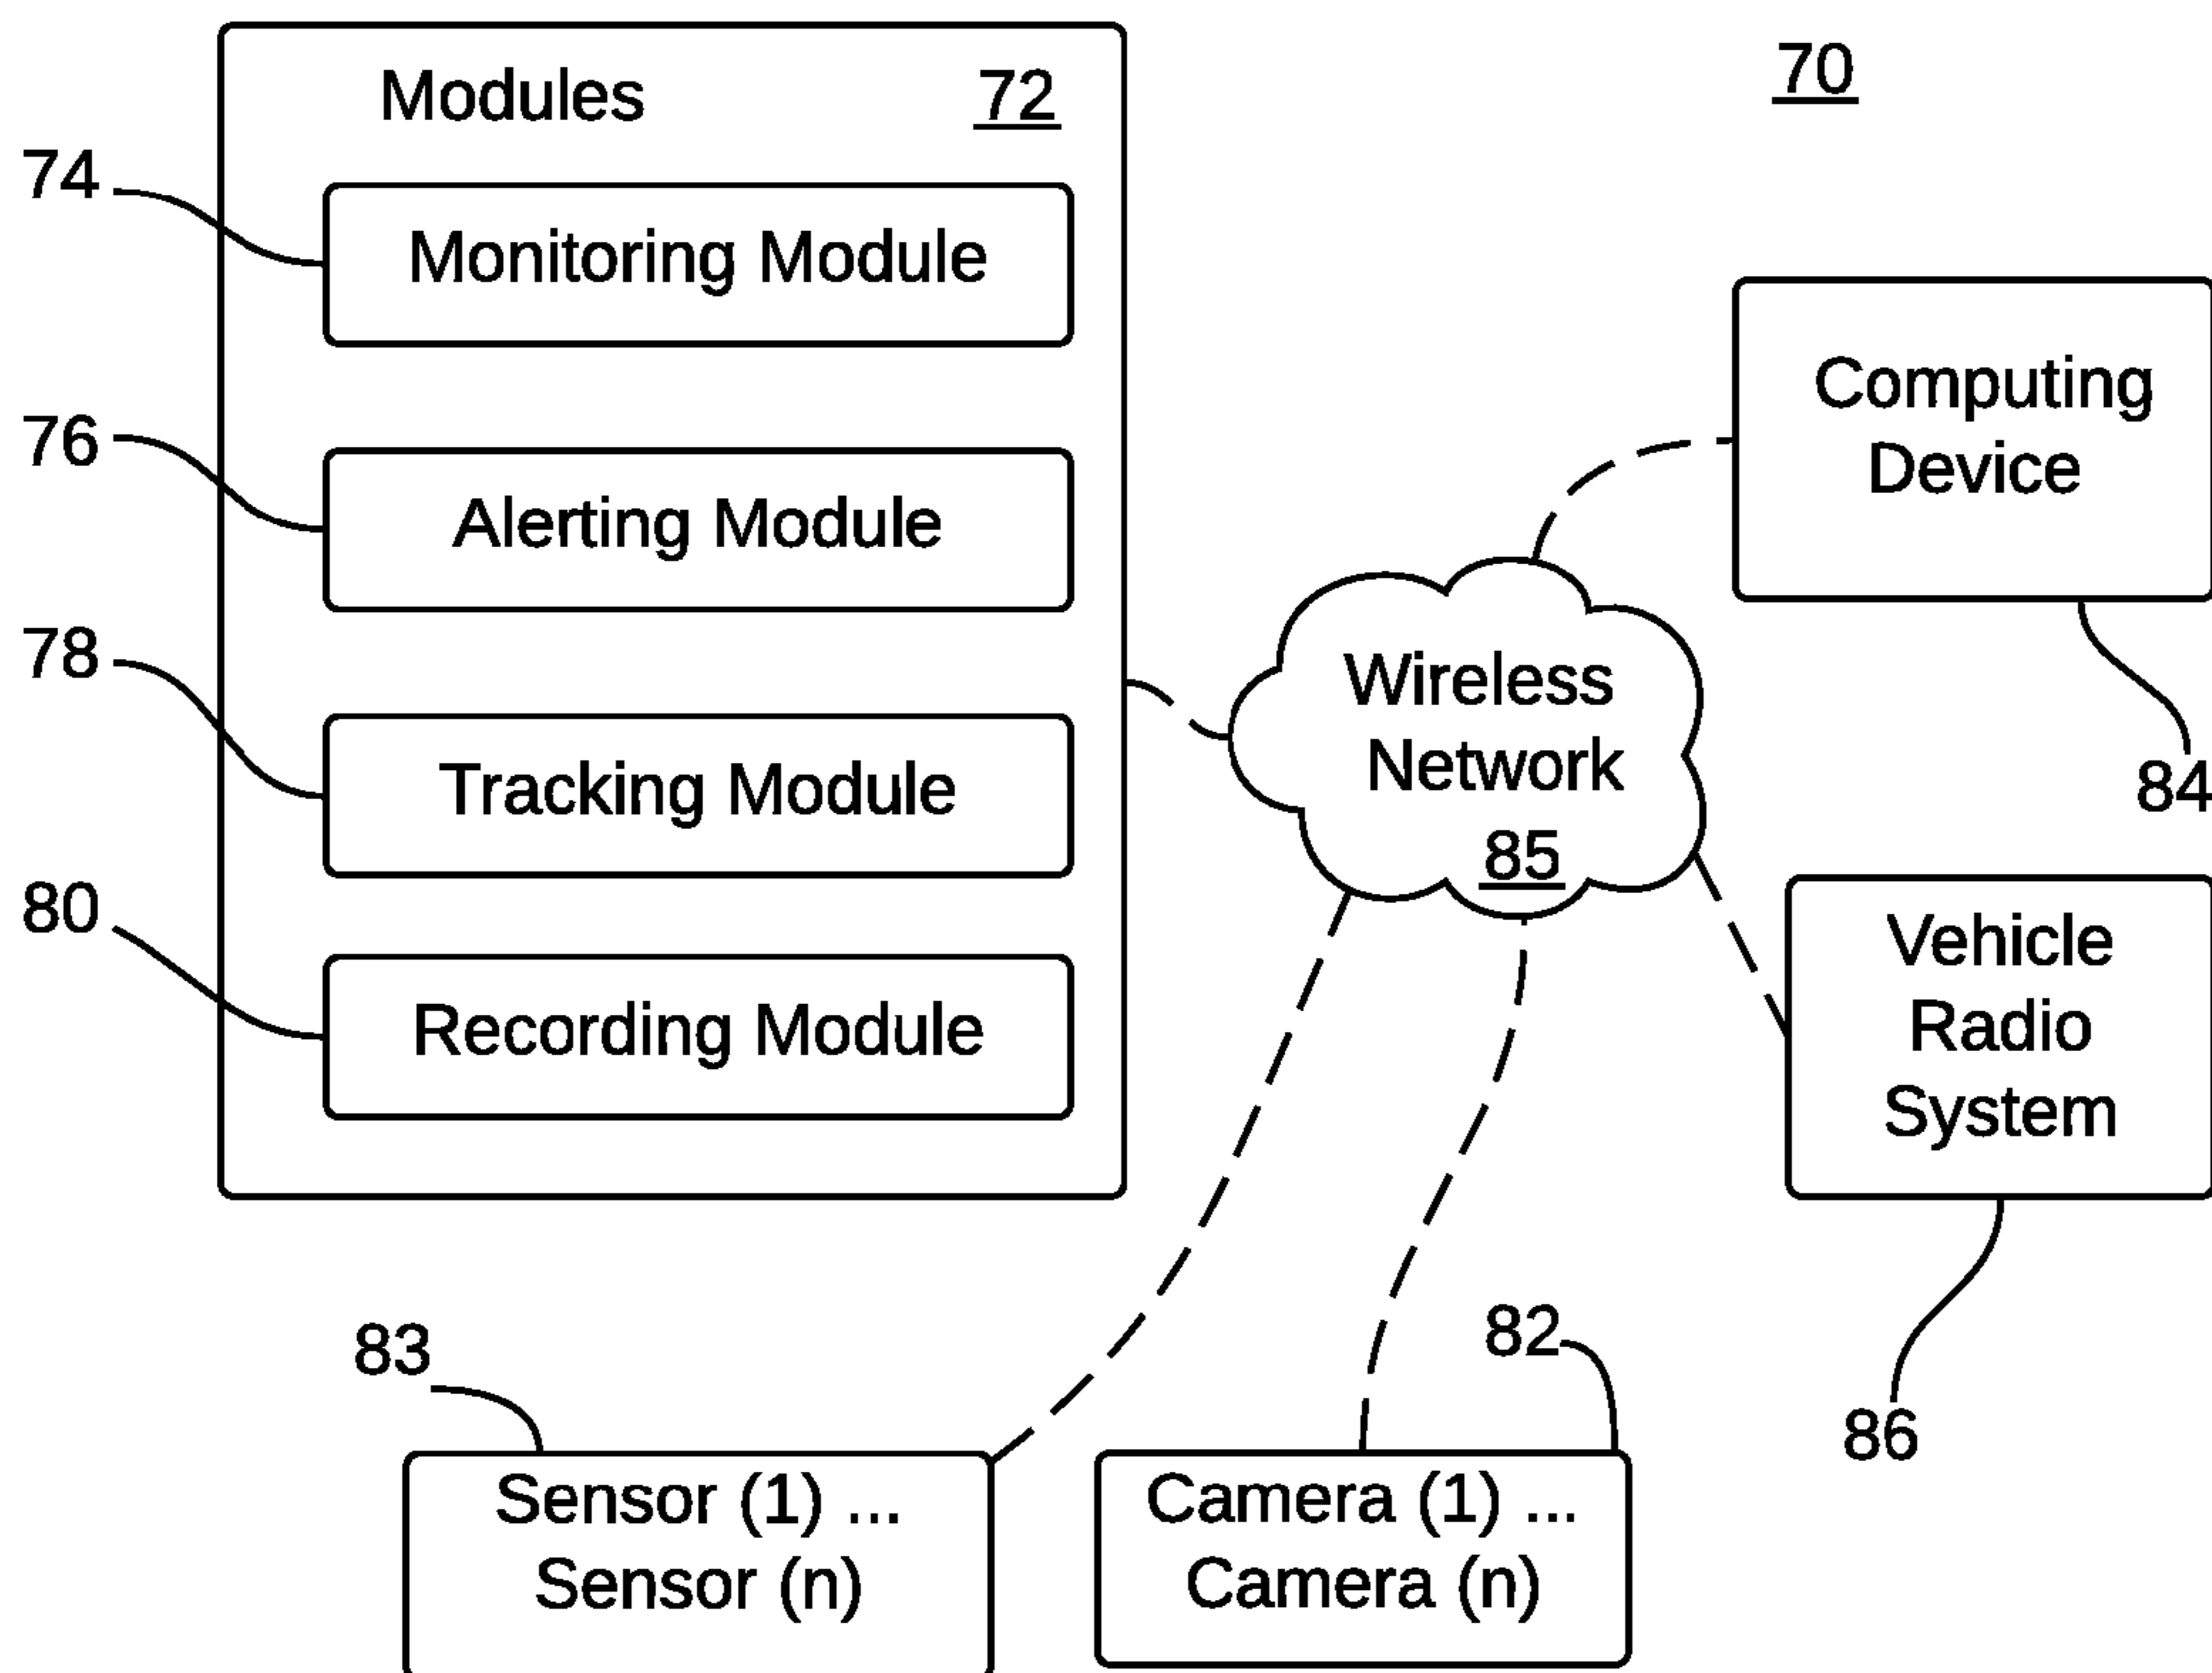 Modules
72
70
74
Monitoring Module
76
Alerting Module
78
Tracking Module
80
Recording Module
Computing
Device
84
Wireless
Network
85
Vehicle
Radio
System
86
83
Sensor (1) ...
Sensor (n)
82
Camera (1) ...
Camera (n)